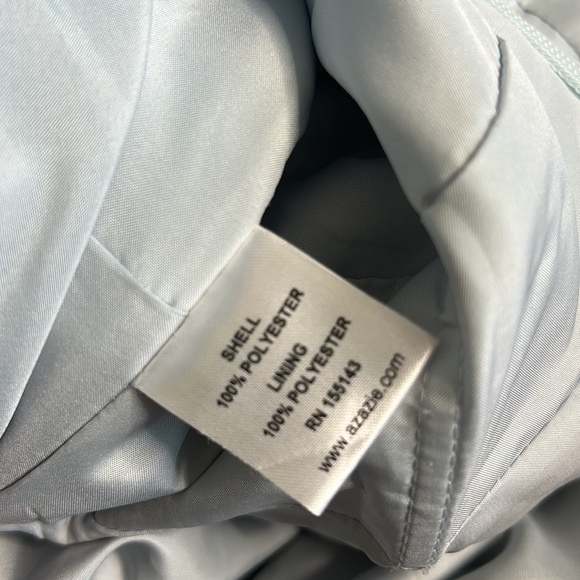 SHELL
100% POLYESTER
LINING
100% POLYESTER
RN 155143
www.azazie.com